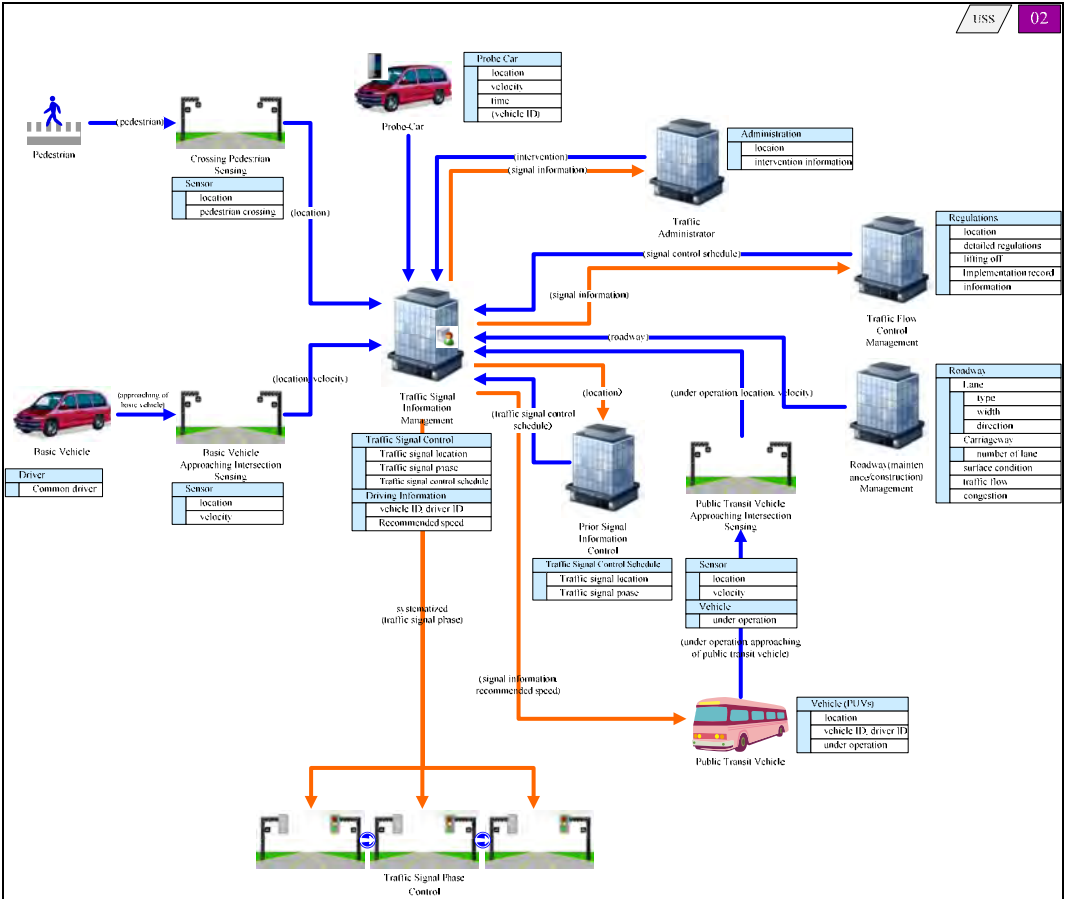 USS 02
Probe Car
location
velocity
time
(vehicle ID)
Probe-Car
(pedestrian)
Pedestrian
Crossing Pedestrian
Sensing
Sensor
location
pedestrian crossing
(location)
(intervention)
(signal information)
Traffic
Administrator
Administration
locaion
intervention information
(signal control srhedule)
(signal information)
Regulations
location
detailed regulations
lifting off
Implementation record
information
Traffic Flow
Control
Management
(roadway)
(location, velocity)
(approaching of
basic vehicle)
Basic Vehicle
Driver
Common driver
Basic Vehicle
Approaching Intersection
Sensing
Sensor
location
velocity
Traffic Signal
Information
Management
Traffic Signal Control
Traffic signal location
Traffic signal phase
Traffic signal control schedule
Driving Information
vehicle ID, driver ID
Recommended speed
(location)
(traffic signal control
schedule)
Prior Signal
Information
Control
Traffic Signal Control Schedule
Traffic signal location
Traffic signal phase
(under operation, location, velocity)
Public Transit Vehicle
Approaching Intersection
Sensing
Sensor
location
velocity
Vehicle
under operation
(under operation, approaching
of public transit vehicle)
Roadway(mainten
ance/construction)
Management
Roadway
Lane
type
width
direction
Carriageway
number of lane
surface condition
traffic flow
congestion
systematized
(traffic signal phase)
(signal information,
recommended speed)
Vehicle (PUVs)
location
vehicle ID, driver ID
under operation
Public Transit Vehicle
Traffic Signal Phase
Control